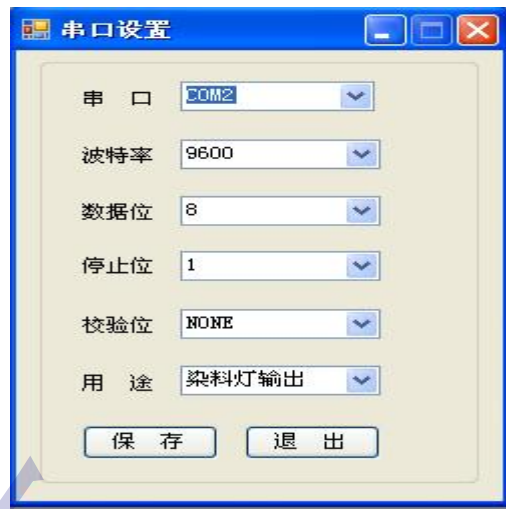 串口设置
串 口 COM2
波特率 9600
数据位 8
停止位 1
校验位 NONE
用 途 染料灯输出
保 存 退 出